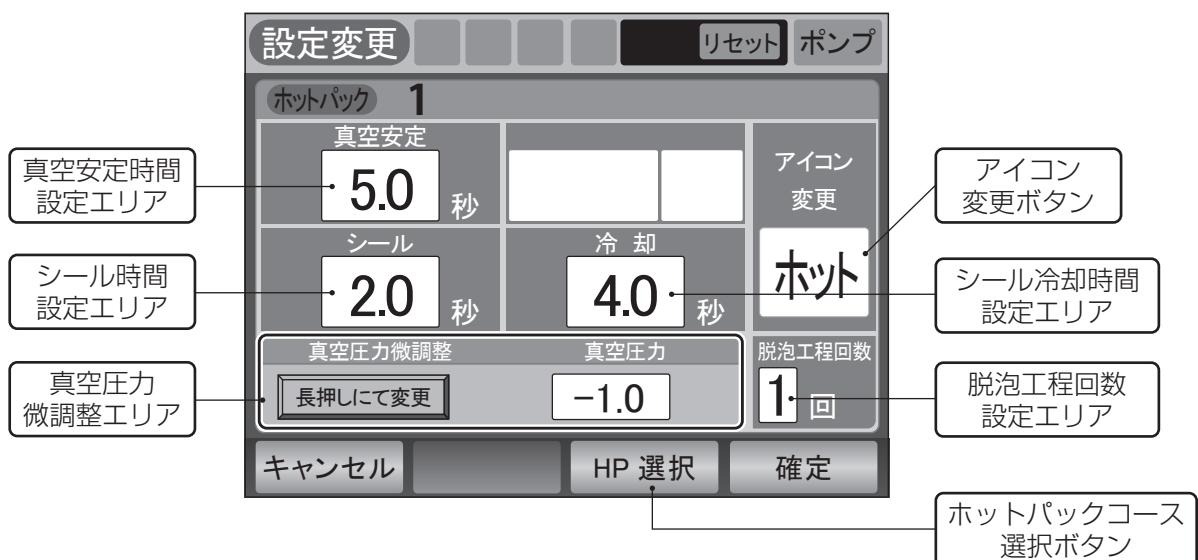 設定変更
リセット
ポンプ
ホットパック 1
真空安定
5.0 秒
アイコン
変更
ホット
シール
2.0 秒
冷却
4.0 秒
真空圧力微調整
長押しにて変更
真空圧力
-1.0
脱泡工程回数
1 回
キャンセル
HP 選択
確定
真空安定時間
設定エリア
シール時間
設定エリア
真空圧力
微調整エリア
アイコン
変更ボタン
シール冷却時間
設定エリア
脱泡工程回数
設定エリア
ホットパックコース
選択ボタン